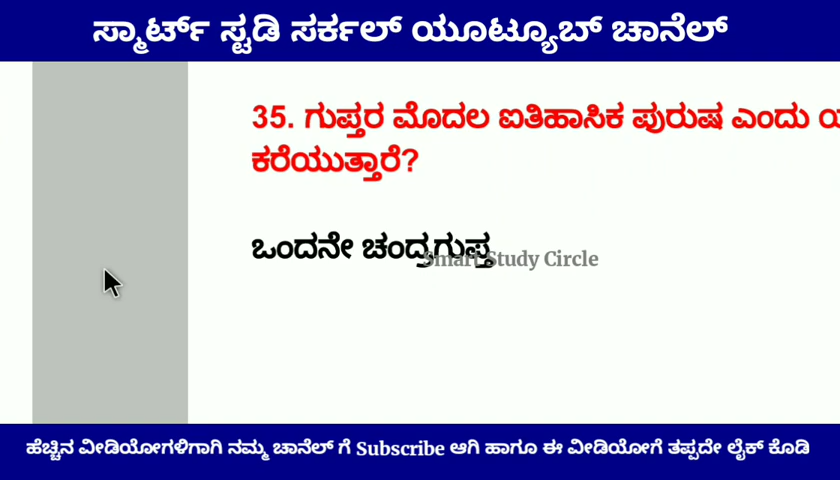 ಸ್ಮಾರ್ಟ್ ಸ್ಟಡಿ ಸರ್ಕಲ್ ಯೂಟ್ಯೂಬ್ ಚಾನೆಲ್
35. ಗುಪ್ತರ ಮೊದಲ ಐತಿಹಾಸಿಕ ಪುರುಷ ಎಂದು
ಕರೆಯುತ್ತಾರೆ?
ಒಂದನೇ ಚಂದ್ರಗುಪ್ತ
Smart Study Circle
ಹೆಚ್ಚಿನ ವೀಡಿಯೋಗಳಿಗಾಗಿ ನಮ್ಮ ಚಾನೆಲ್ ಗೆ Subscribe ಆಗಿ ಹಾಗೂ ಈ ವೀಡಿಯೋಗೆ ತಪ್ಪದೇ ಲೈಕ್ ಕೊಡಿ